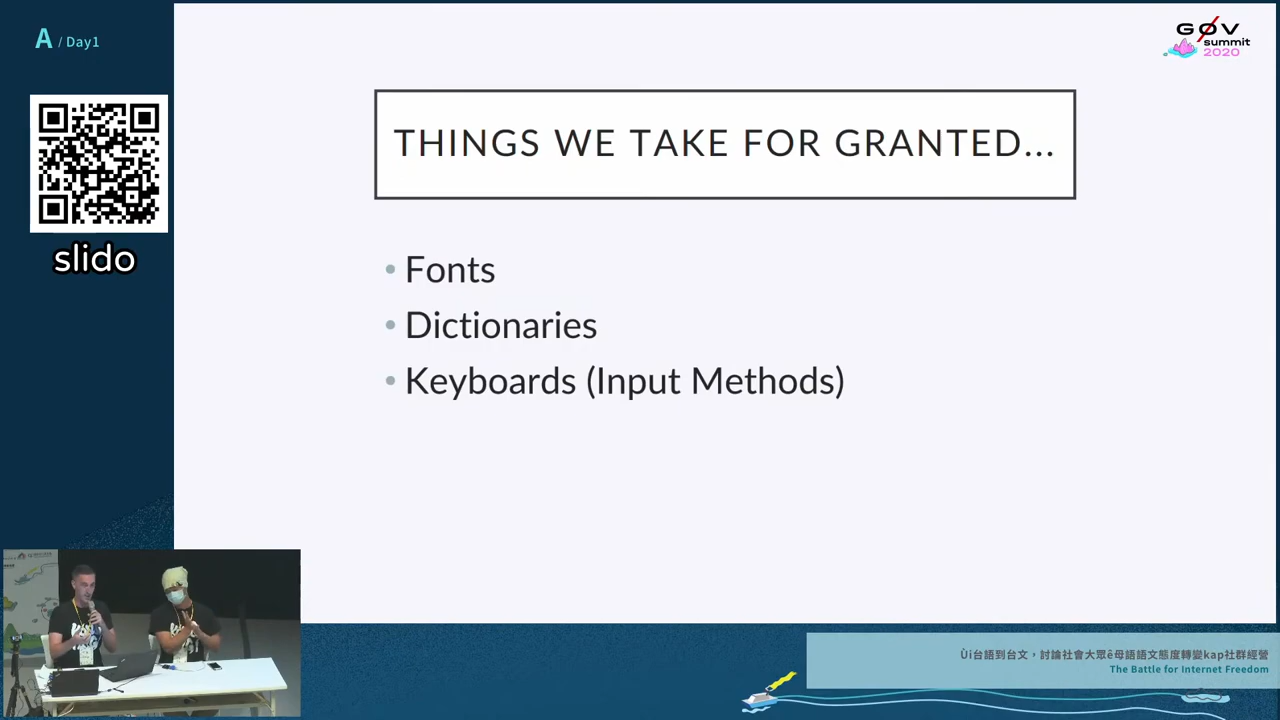 A / Day1
slido
GØV
summit
2020
THINGS WE TAKE FOR GRANTED...
• Fonts
• Dictionaries
• Keyboards (Input Methods)
Ùi台語到台文，討論社會大眾ê母語語文態度轉變kap社群經營
The Battle for Internet Freedom